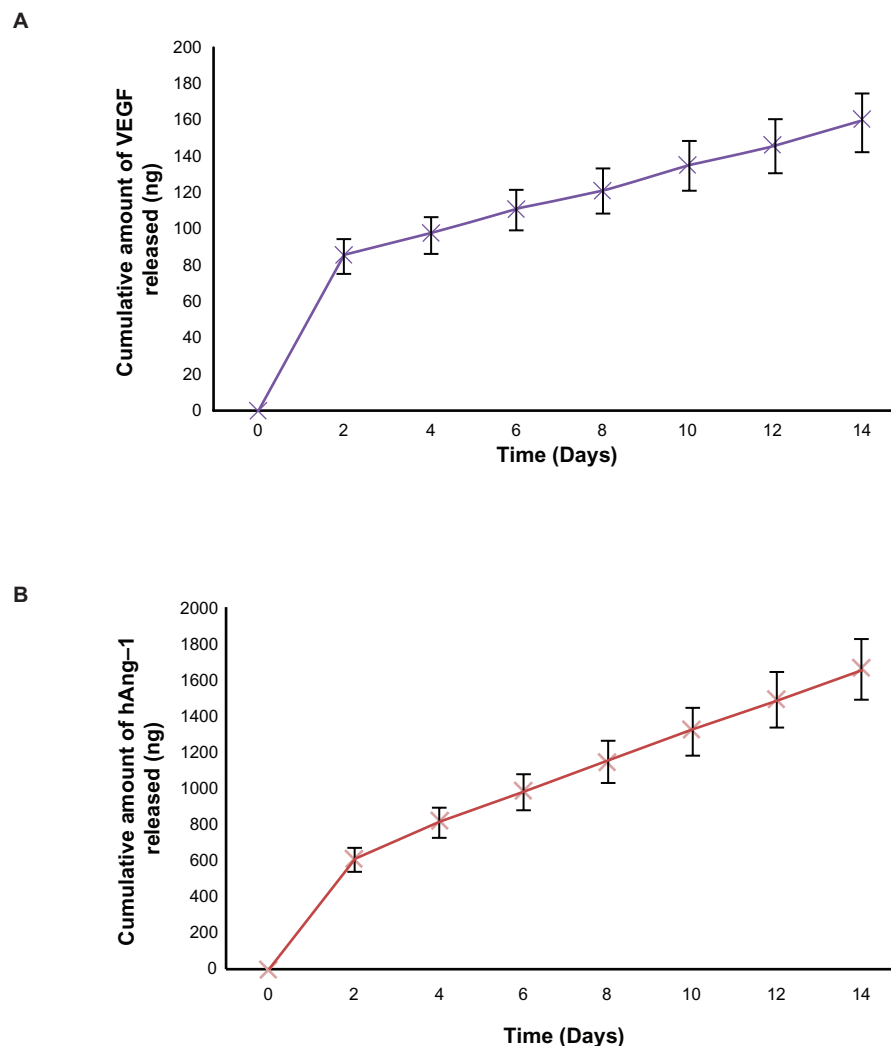 A
Cumulative amount of VEGF
released (ng)
200
180
160
140
120
100
80
60
40
20
0
0 2 4 6 8 10 12 14
Time (Days)
B
Cumulative amount of hAng–1
released (ng)
2000
1800
1600
1400
1200
1000
800
600
400
200
0
0 2 4 6 8 10 12 14
Time (Days)